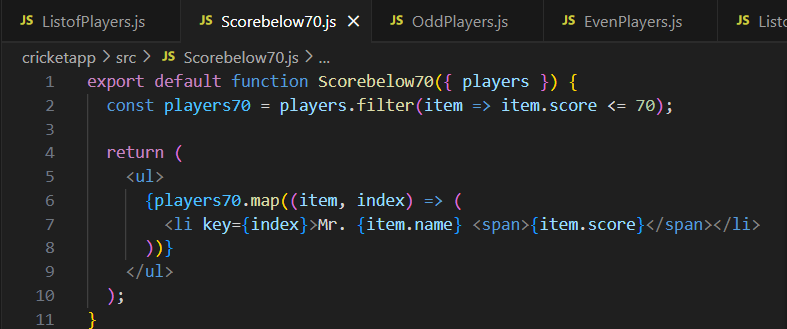 JS ListofPlayers.js JS Scorebelow70.js × JS OddPlayers.js JS EvenPlayers.js JS Listo
cricketapp > src > JS Scorebelow70.js > ...
1 export default function Scorebelow70({ players }) {
2 const players70 = players.filter(item => item.score <= 70);
3
4 return (
5 <ul>
6 {players70.map((item, index) => (
7 <li key={index}>Mr. {item.name} <span>{item.score}</span></li>
8 ))}
9 </ul>
10 );
11 }